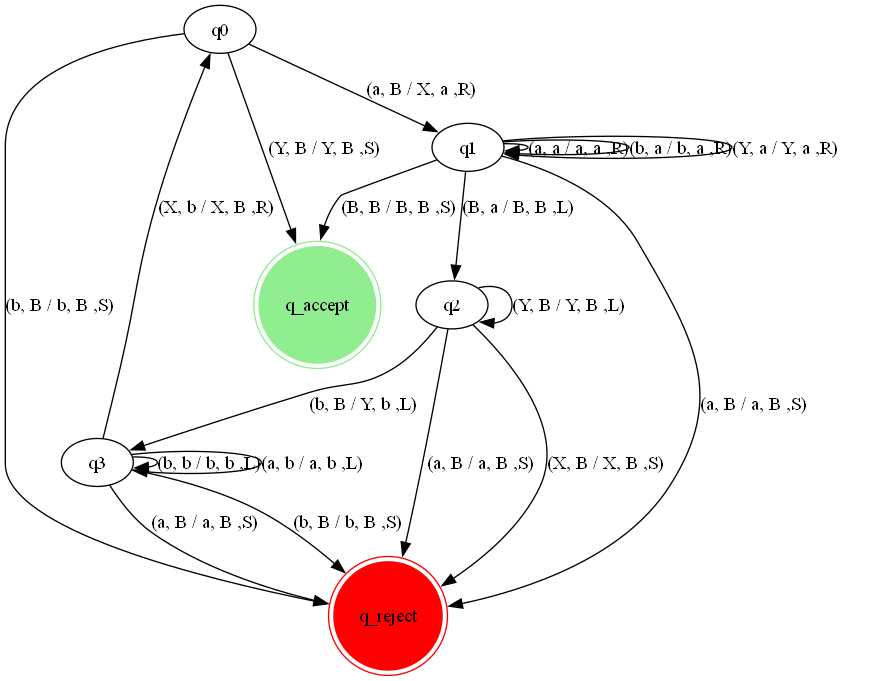 q0
(a, B / X, a ,R)
q1
(Y, B / Y, B ,S)
(a, a / a, a ,R)
(b, a / b, a ,R)
(Y, a / Y, a ,R)
(X, b / X, B ,R)
(B, B / B, B ,S)
(B, a / B, B ,L)
(b, B / b, B ,S)
q_accept
q2
(Y, B / Y, B ,L)
(b, B / Y, b ,L)
(a, B / a, B ,S)
q3
(b, b / b, b ,L)
(a, b / a, b ,L)
(a, B / a, B ,S)
(X, B / X, B ,S)
(a, B / a, B ,S)
(b, B / b, B ,S)
q_reject